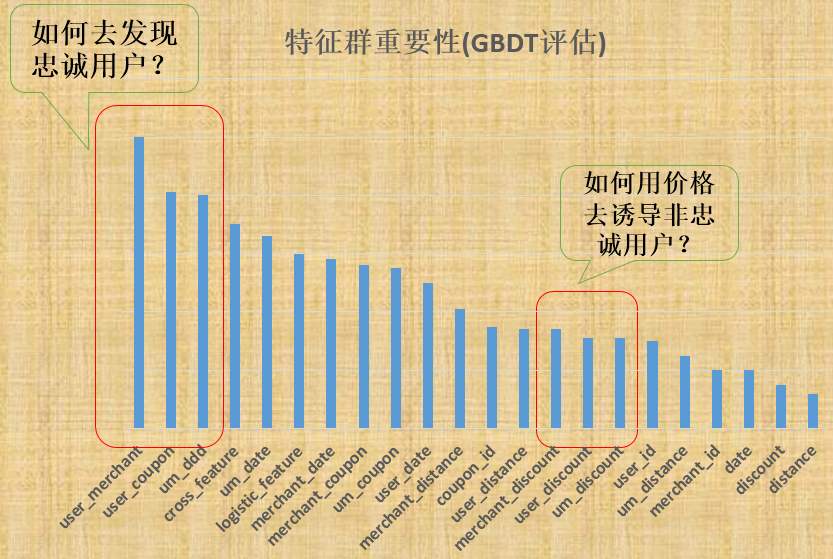 如何去发现
忠诚用户？
特征群重要性(GBDT评估)
如何用价格
去诱导非忠
诚用户？
user_merchant
user_coupon
um_ddd
cross_feature
um_date
logistic_feature
merchant_date
merchant_coupon
um_coupon
user_date
merchant_distance
coupon_id
user_distance
merchant_discount
user_discount
um_discount
user_id
um_distance
merchant_id
date
discount
distance